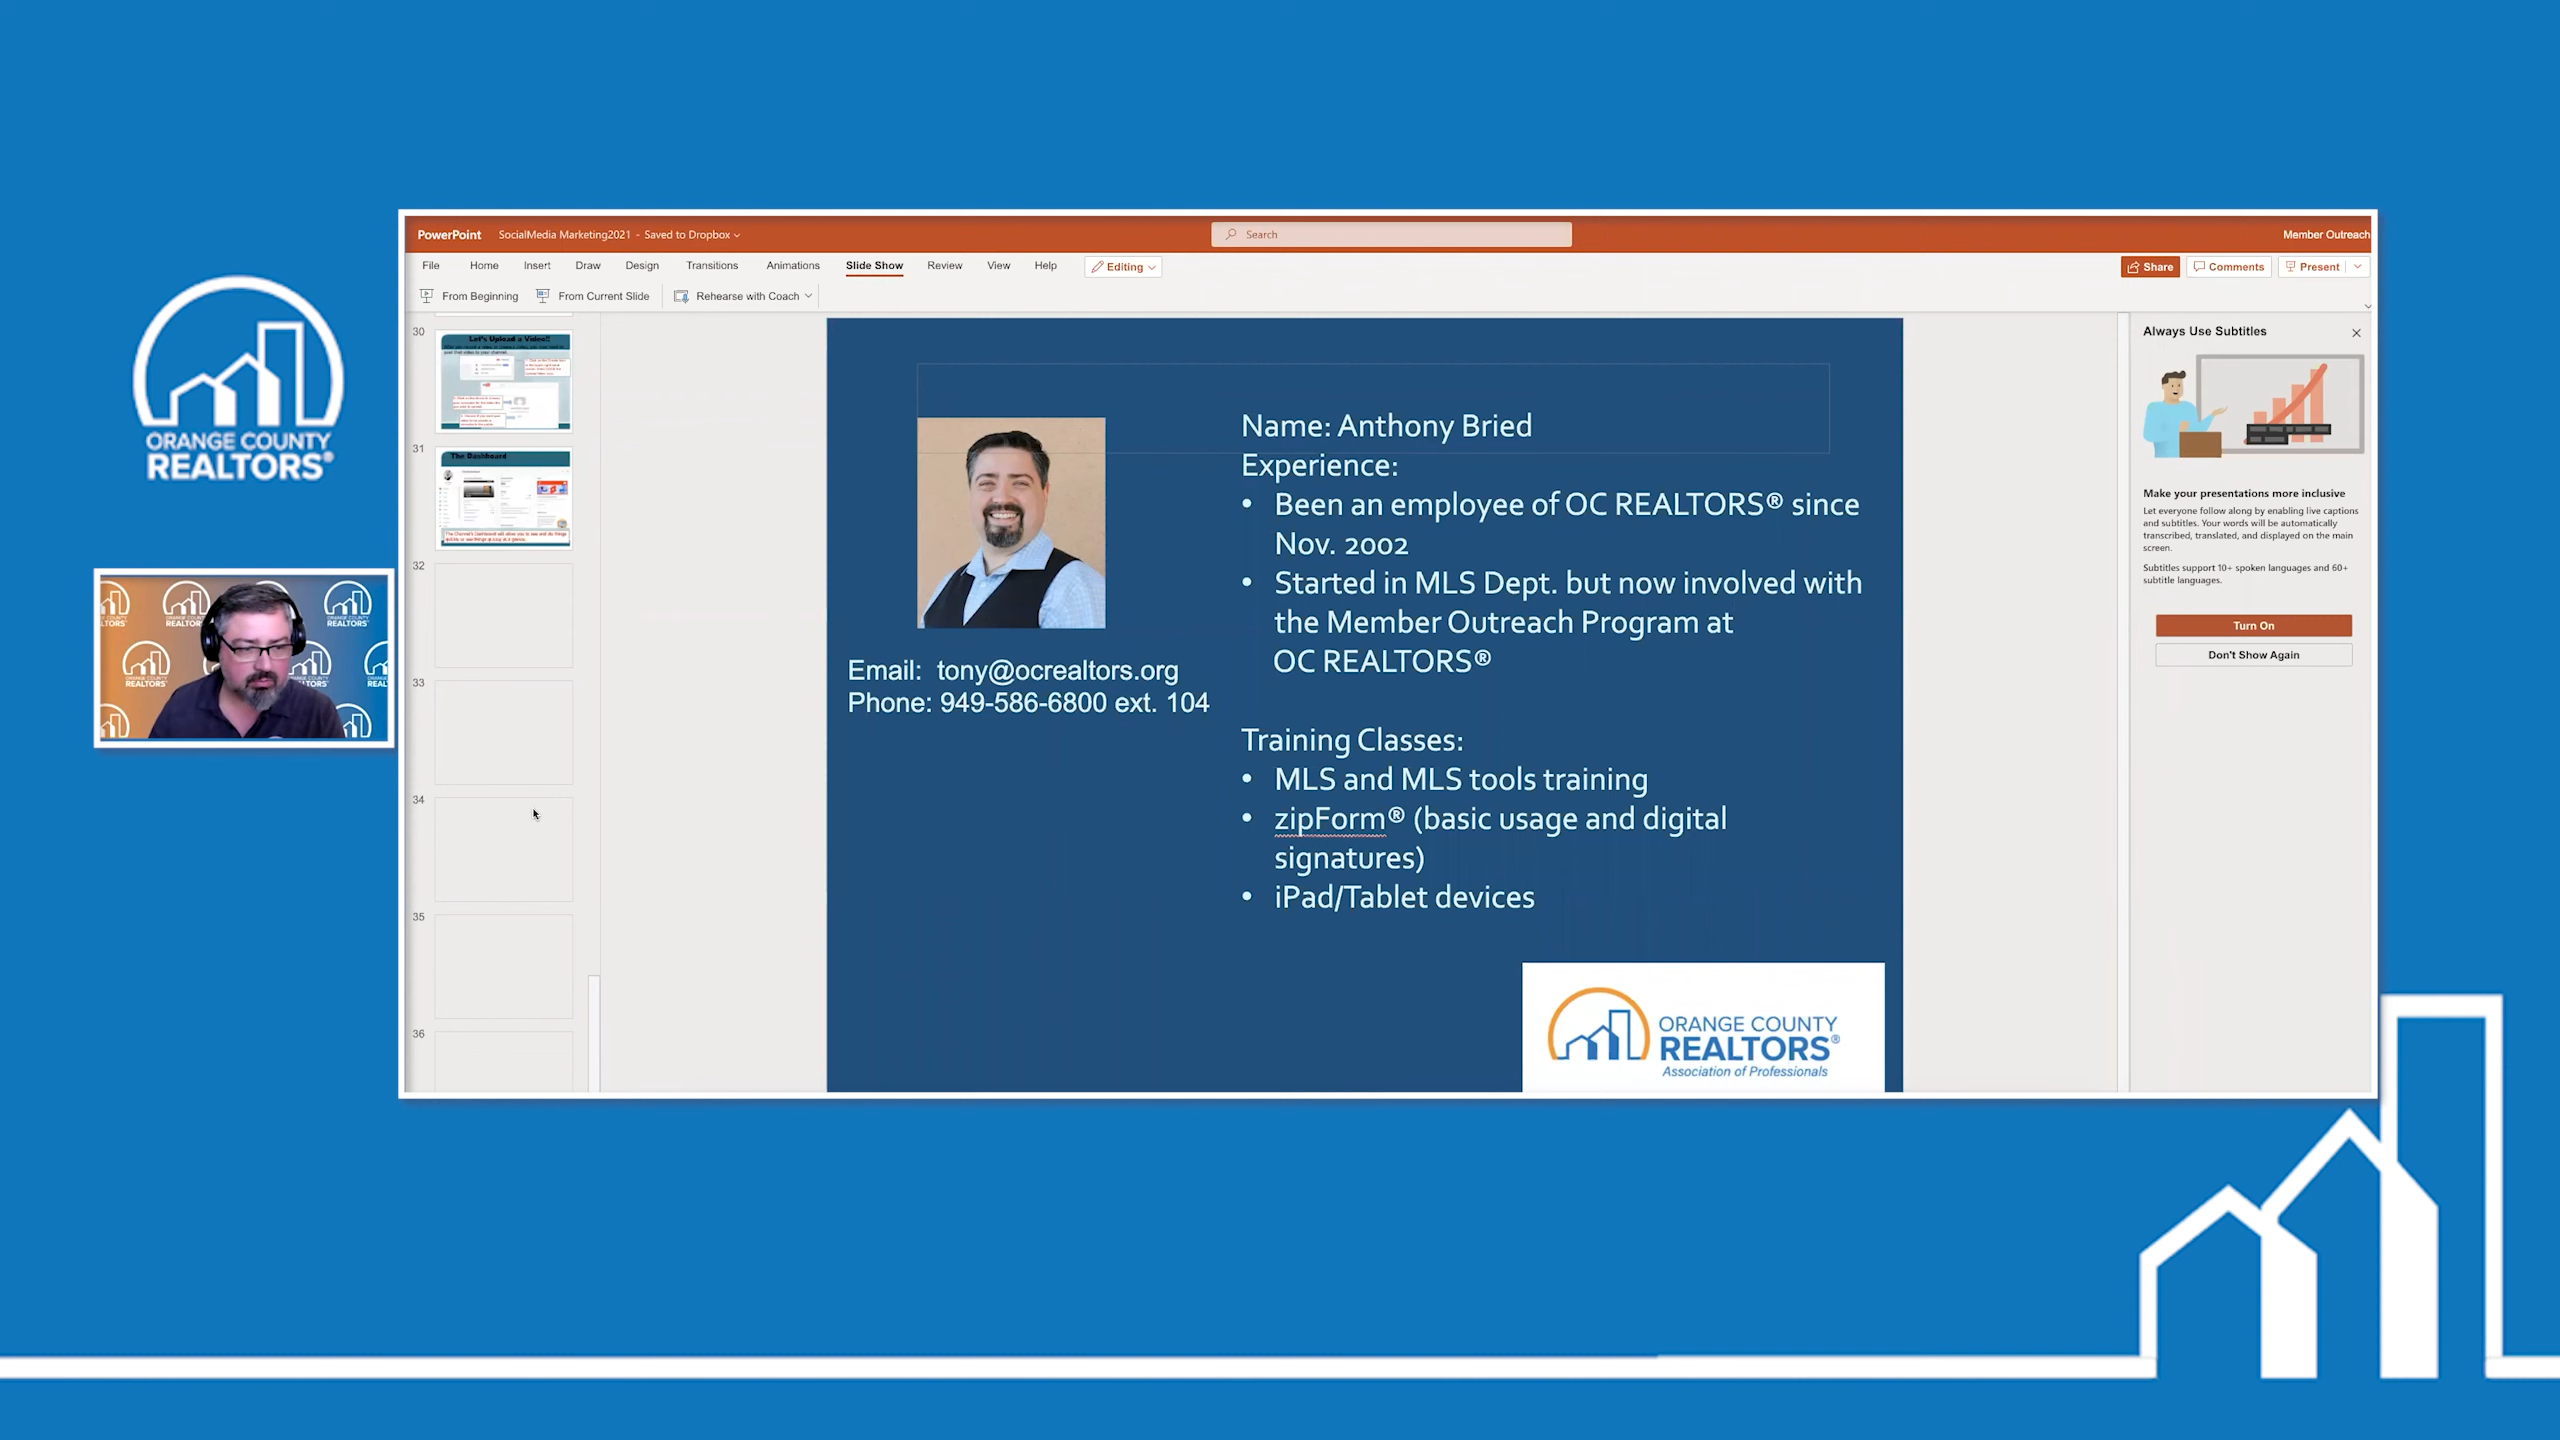 PowerPoint SocialMedia Marketing2021 - Saved to Dropbox
Search
Member Outreach
File Home Insert Draw Design Transitions Animations Slide Show Review View Help Editing
Share Comments Present
From Beginning From Current Slide Rehearse with Coach
ORANGE COUNTY
REALTORS®
30
Let's Upload a Video!!
31
The Dashboard
32
33
34
35
36
Name: Anthony Bried
Experience:
• Been an employee of OC REALTORS® since
Nov. 2002
• Started in MLS Dept. but now involved with
the Member Outreach Program at
OC REALTORS®
Email: tony@ocrealtors.org
Phone: 949-586-6800 ext. 104
Training Classes:
• MLS and MLS tools training
• zipForm® (basic usage and digital
signatures)
• iPad/Tablet devices
ORANGE COUNTY
REALTORS®
Association of Professionals
Always Use Subtitles
Make your presentations more inclusive
Let everyone follow along by enabling live captions
and subtitles. Your words will be automatically
transcribed, translated, and displayed on the main
screen.
Subtitles support 10+ spoken languages and 60+
subtitle languages.
Turn On
Don't Show Again